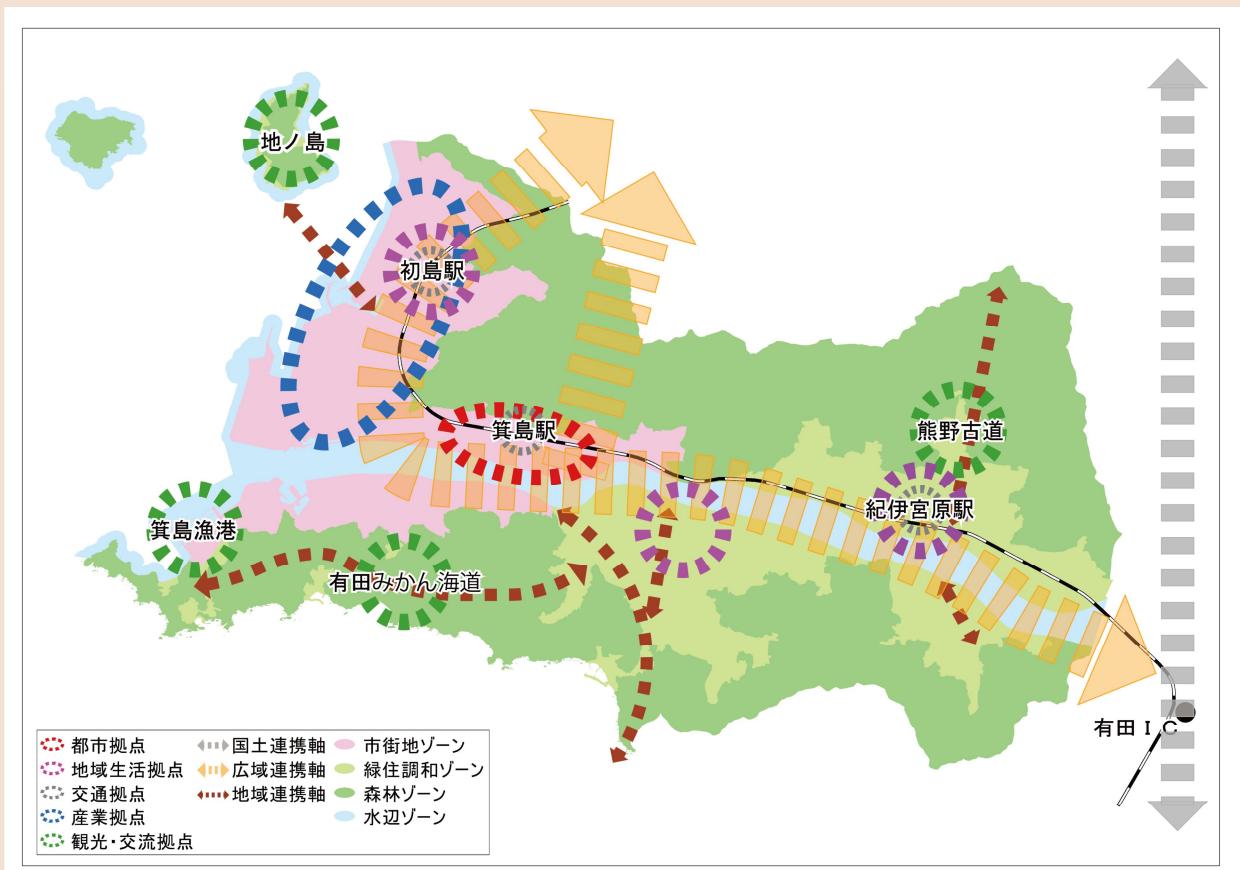 地ノ島
初島駅
箕島駅
熊野古道
紀伊宮原駅
箕島漁港
有田みかん海道
有田ＩＣ
都市拠点
地域生活拠点
交通拠点
産業拠点
観光・交流拠点
国土連携軸
広域連携軸
地域連携軸
市街地ゾーン
緑住調和ゾーン
森林ゾーン
水辺ゾーン